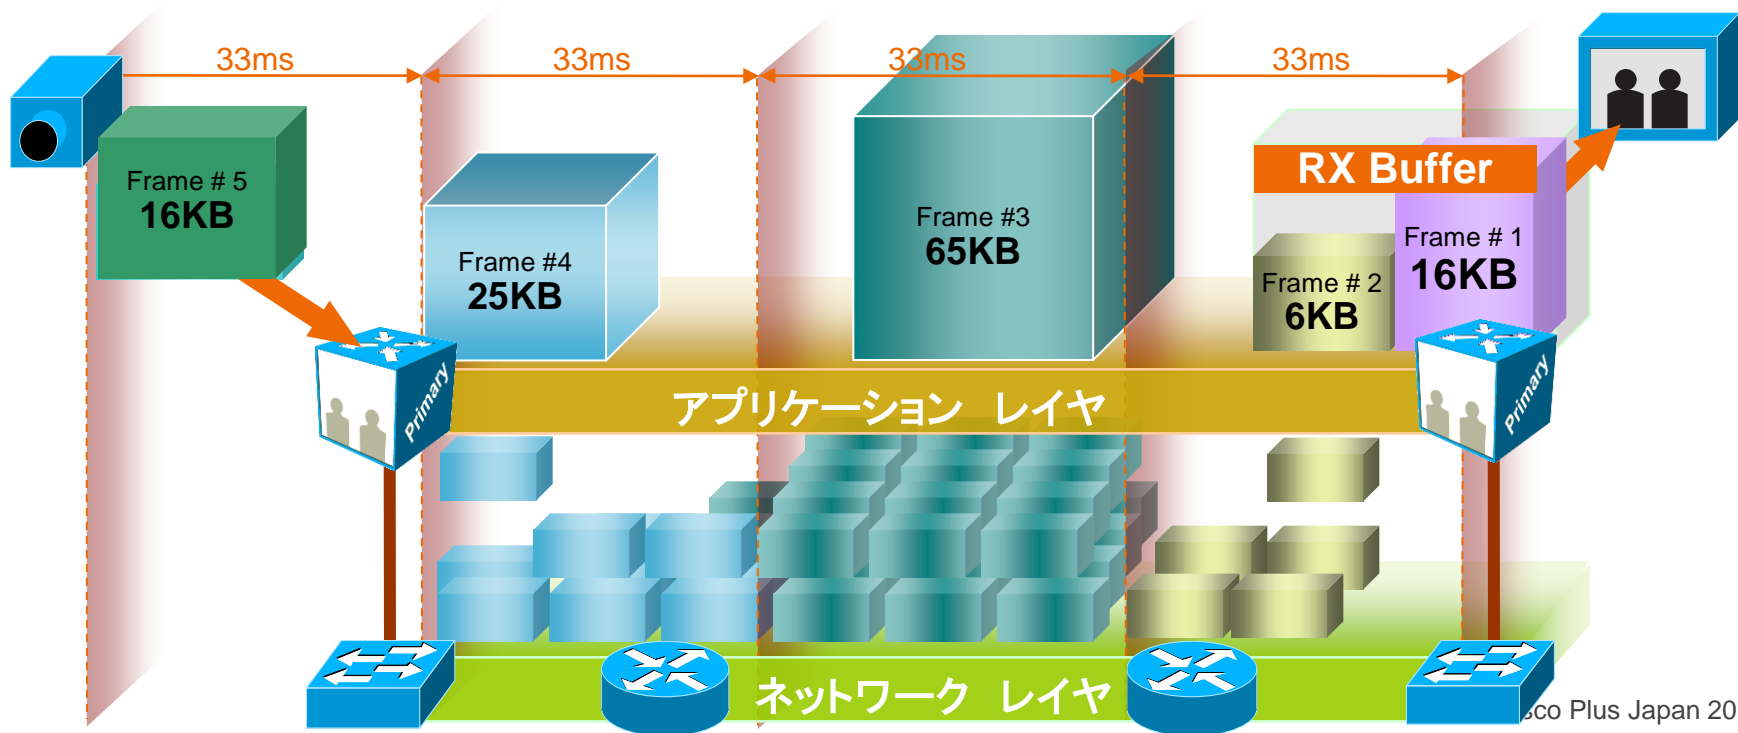 33ms 33ms 33ms 33ms
Frame # 5
16KB
Frame #4
25KB
Frame #3
65KB
RX Buffer
Frame # 2
6KB
Frame # 1
16KB
Primary
Primary
アプリケーション レイヤ
ネットワーク レイヤ
sco Plus Japan 20